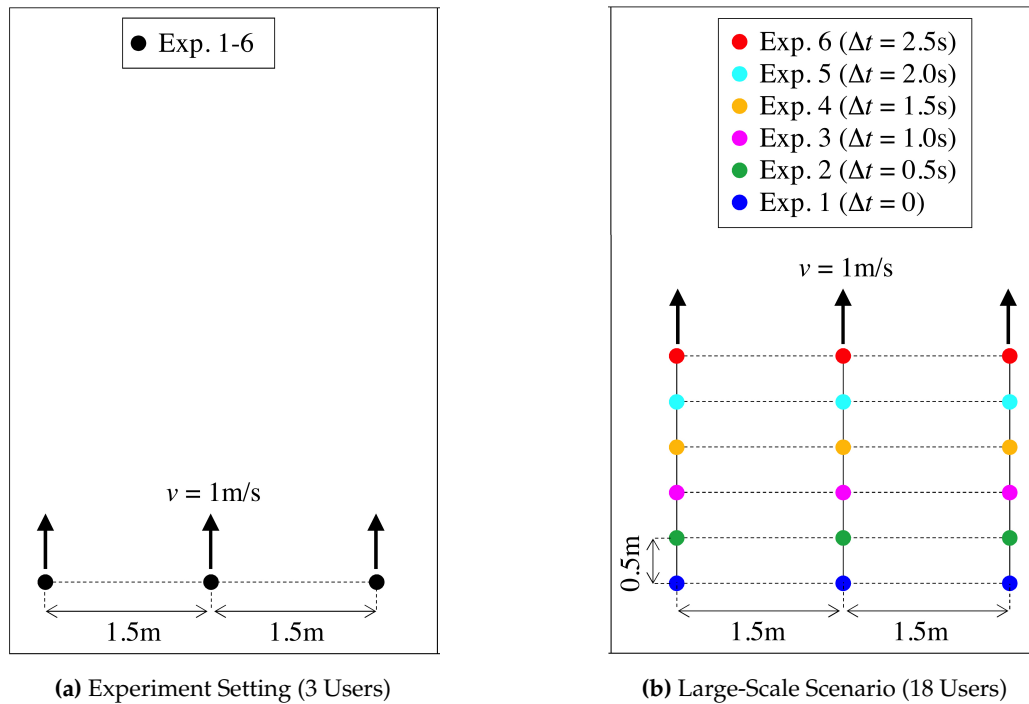 Exp. 1-6
v = 1m/s
1.5m
1.5m
(a) Experiment Setting (3 Users)
Exp. 6 (Δt = 2.5s)
Exp. 5 (Δt = 2.0s)
Exp. 4 (Δt = 1.5s)
Exp. 3 (Δt = 1.0s)
Exp. 2 (Δt = 0.5s)
Exp. 1 (Δt = 0)
v = 1m/s
0.5m
1.5m
1.5m
(b) Large-Scale Scenario (18 Users)